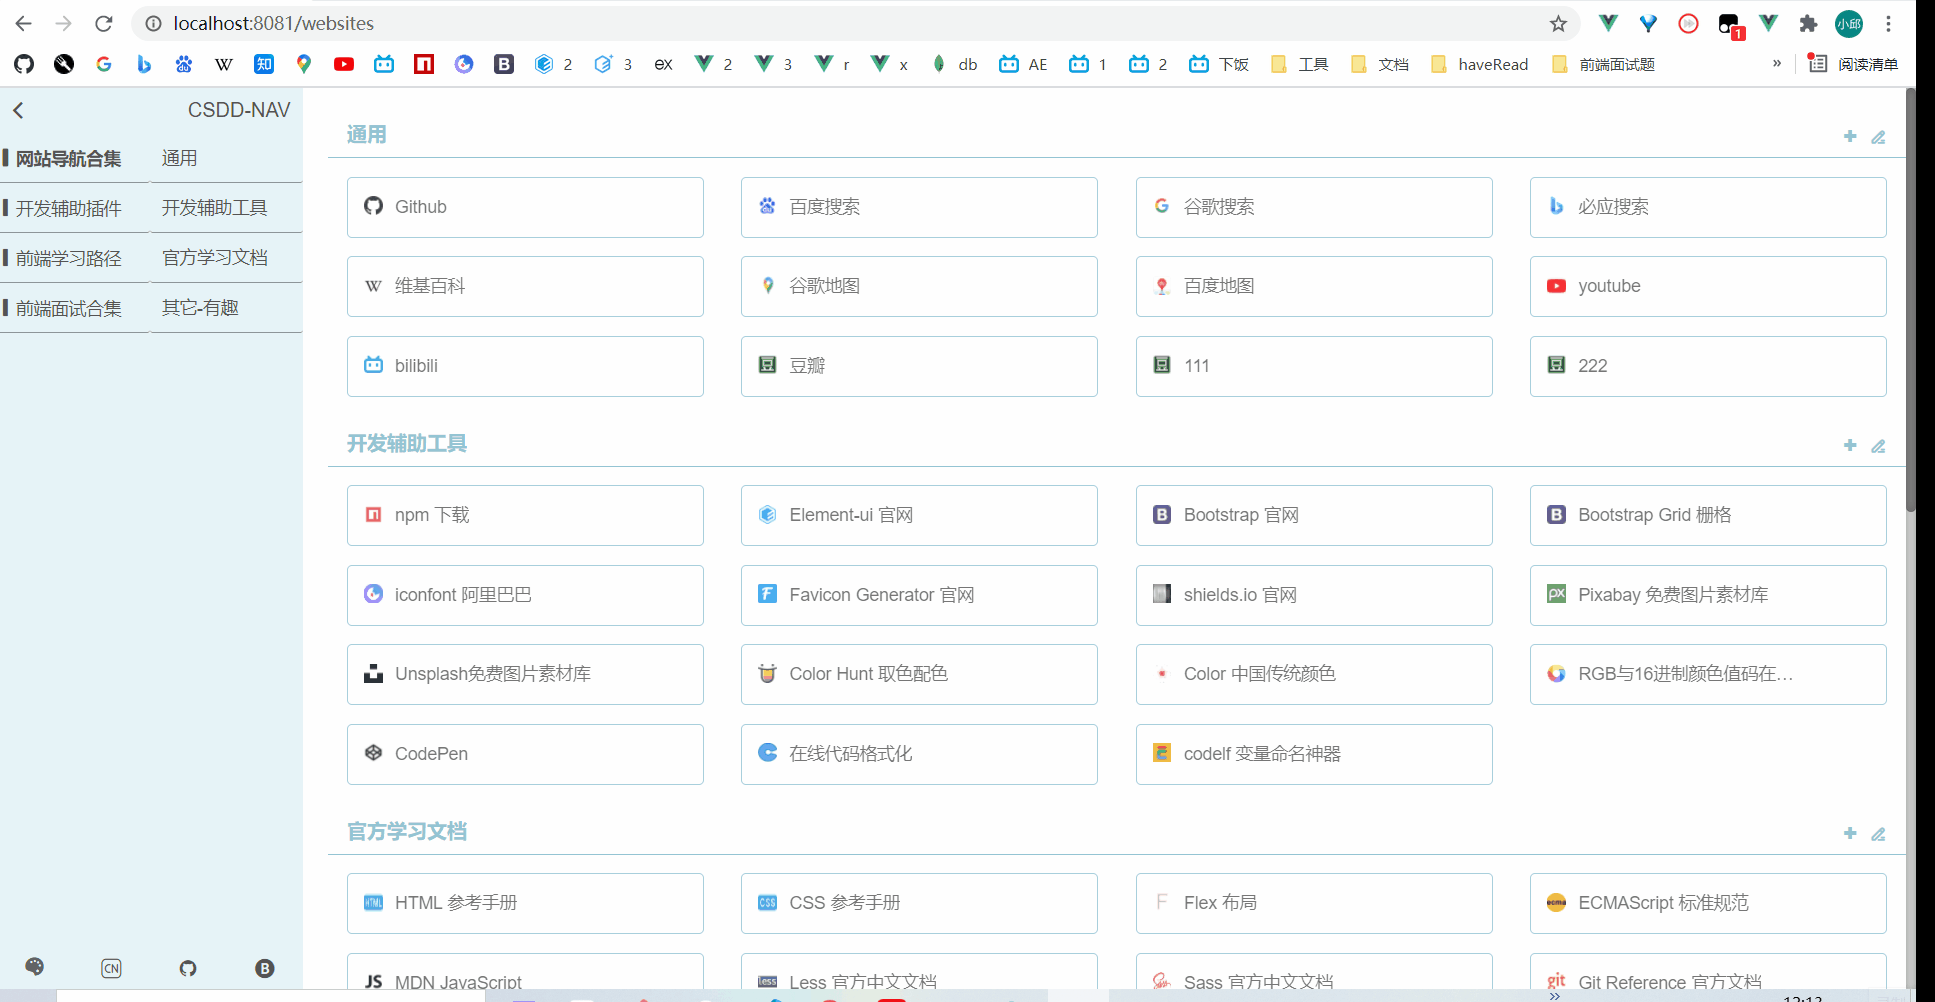 localhost:8081/websites
小邱
1
知
B
2
3
ex
2
3
r
x
db
AE
1
2
下饭
工具
文档
haveRead
前端面试题
»
阅读清单
CSDD-NAV
网站导航合集
通用
开发辅助插件
开发辅助工具
前端学习路径
官方学习文档
前端面试合集
其它-有趣
CN
B
通用
Github
百度搜索
谷歌搜索
必应搜索
W 维基百科
谷歌地图
百度地图
youtube
bilibili
豆瓣
111
222
开发辅助工具
npm 下载
Element-ui 官网
B Bootstrap 官网
B Bootstrap Grid 栅格
iconfont 阿里巴巴
F Favicon Generator 官网
shields.io 官网
px Pixabay 免费图片素材库
Unsplash免费图片素材库
Color Hunt 取色配色
Color 中国传统颜色
RGB与16进制颜色值码在…
CodePen
C 在线代码格式化
codelf 变量命名神器
官方学习文档
HTML HTML 参考手册
CSS CSS 参考手册
F Flex 布局
ecma ECMAScript 标准规范
JS MDN JavaScript
less Less 官方中文文档
Sass 官方中文文档
git Git Reference 官方文档
»